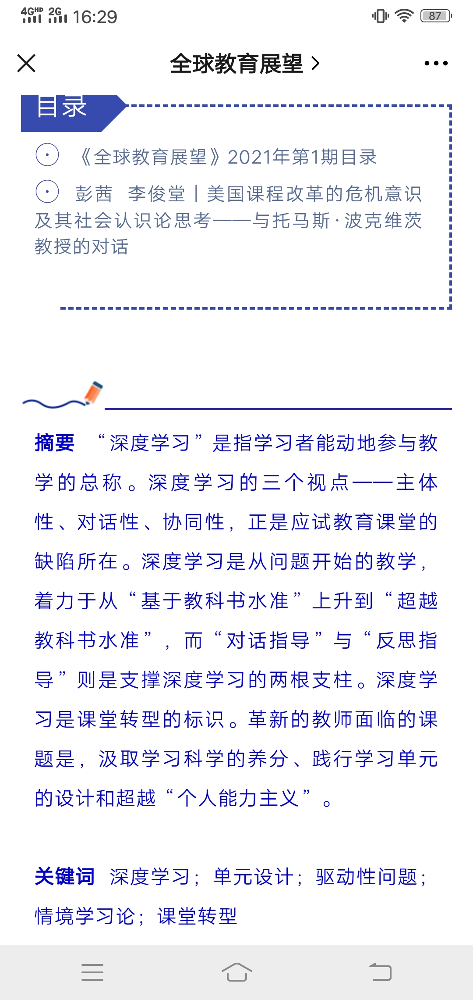 4GHD 2G 16:29 87
全球教育展望
目录
《全球教育展望》2021年第1期目录
彭茜 李俊堂｜美国课程改革的危机意识
及其社会认识论思考——与托马斯·波克维茨
教授的对话
摘要 “深度学习”是指学习者能动地参与教
学的总称。深度学习的三个视点——主体
性、对话性、协同性，正是应试教育课堂的
缺陷所在。深度学习是从问题开始的教学，
着力于从“基于教科书水准”上升到“超越
教科书水准”，而“对话指导”与“反思指
导”则是支撑深度学习的两根支柱。深度学
习是课堂转型的标识。革新的教师面临的课
题是，汲取学习科学的养分、践行学习单元
的设计和超越“个人能力主义”。
关键词 深度学习；单元设计；驱动性问题；
情境学习论；课堂转型